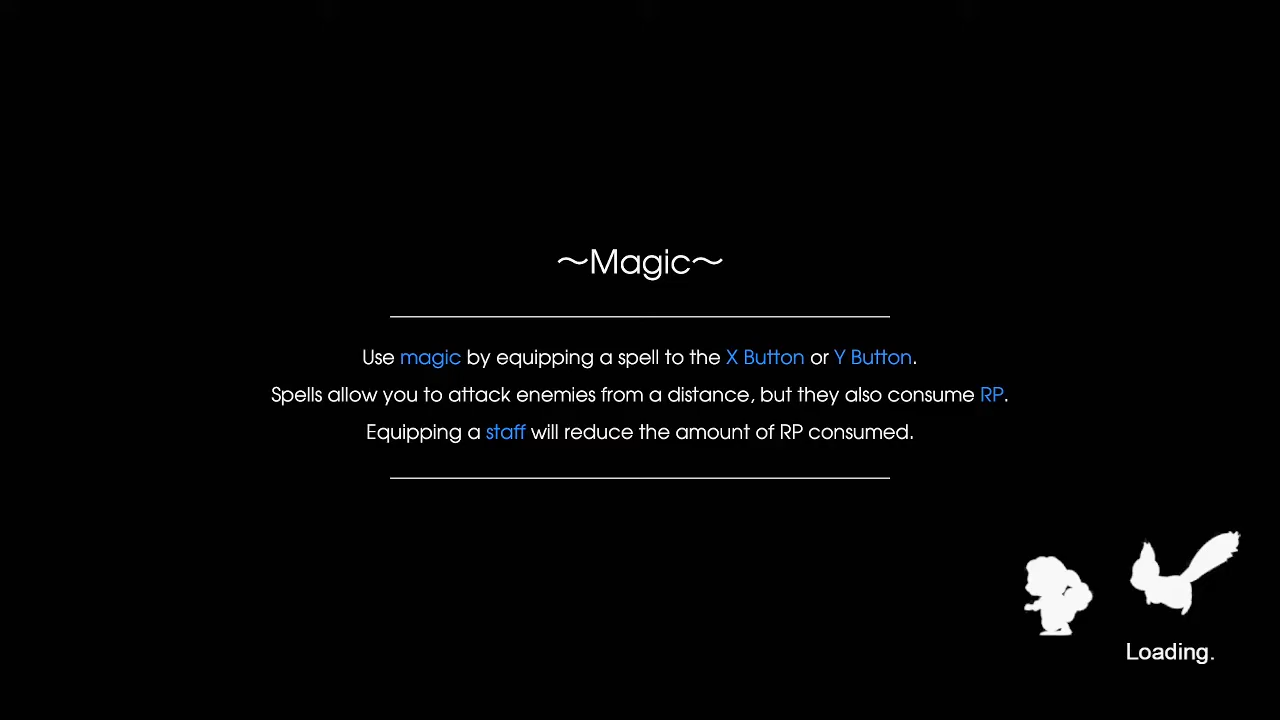 ～Magic～
Use magic by equipping a spell to the X Button or Y Button.
Spells allow you to attack enemies from a distance, but they also consume RP.
Equipping a staff will reduce the amount of RP consumed.
Loading.